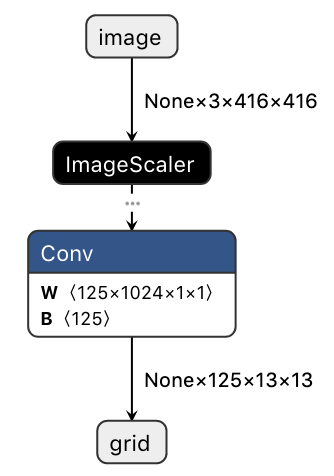 image
None×3×416×416
ImageScaler
...
Conv
W 〈125×1024×1×1〉
B 〈125〉
None×125×13×13
grid